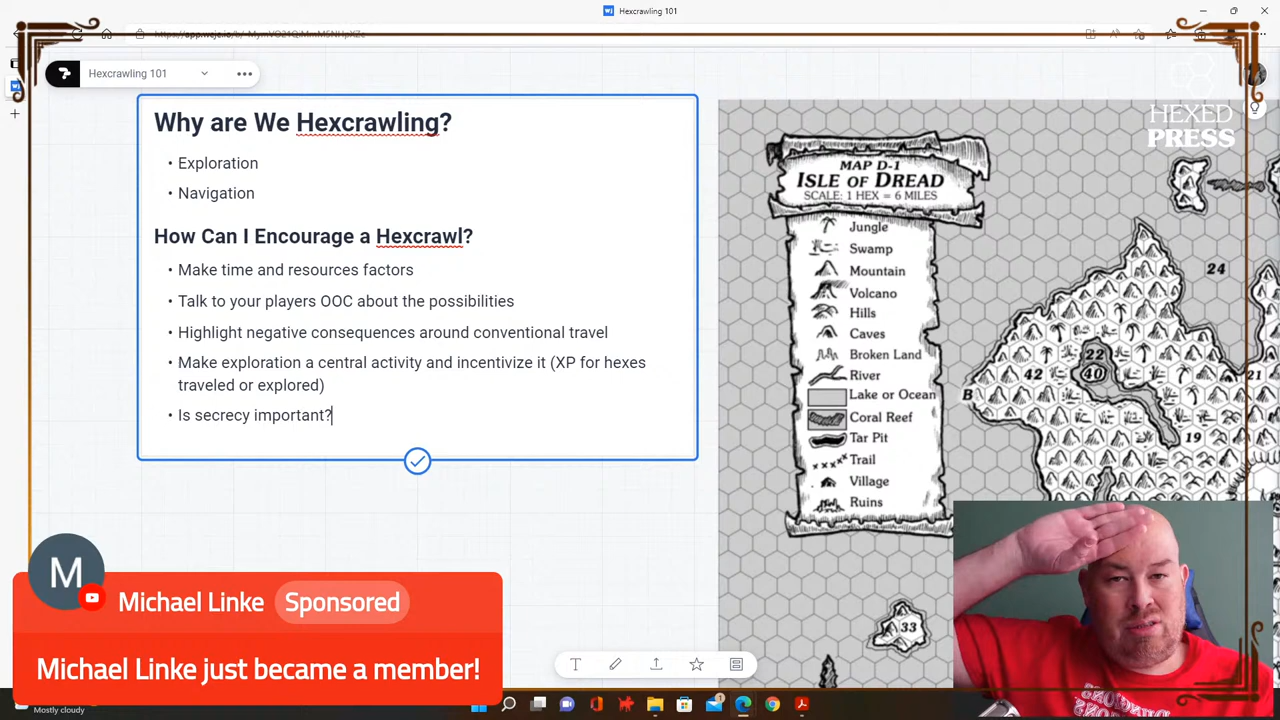 Hexcrawling 101
Hexcrawling 101
HEXED
PRESS
Why are We Hexcrawling?
• Exploration
• Navigation
How Can I Encourage a Hexcrawl?
• Make time and resources factors
• Talk to your players OOC about the possibilities
• Highlight negative consequences around conventional travel
• Make exploration a central activity and incentivize it (XP for hexes
traveled or explored)
• Is secrecy important?
MAP D-1
ISLE OF DREAD
SCALE: 1 HEX = 6 MILES
Jungle
Swamp
Mountain
Volcano
Hills
Caves
Broken Land
River
Lake or Ocean
Coral Reef
Tar Pit
Trail
Village
Ruins
24
22
42
40
21
B
19
33
M
Michael Linke Sponsored
Michael Linke just became a member!
Mostly cloudy